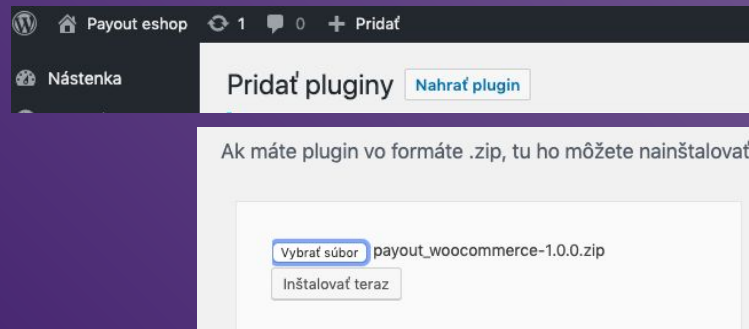 Payout eshop 1 0 + Pridať
Nástenka
Pridať pluginy Nahrať plugin
Ak máte plugin vo formáte .zip, tu ho môžete nainštalovať
Vybrať súbor payout_woocommerce-1.0.0.zip
Inštalovať teraz